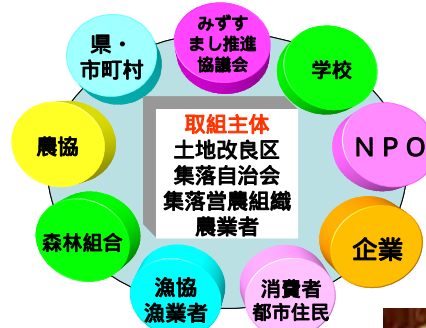 みずす
まし推進
協議会
県・
市町村
学校
農協
取組主体
土地改良区
集落自治会
集落営農組織
農業者
ＮＰＯ
森林組合
企業
漁協
漁業者
消費者
都市住民